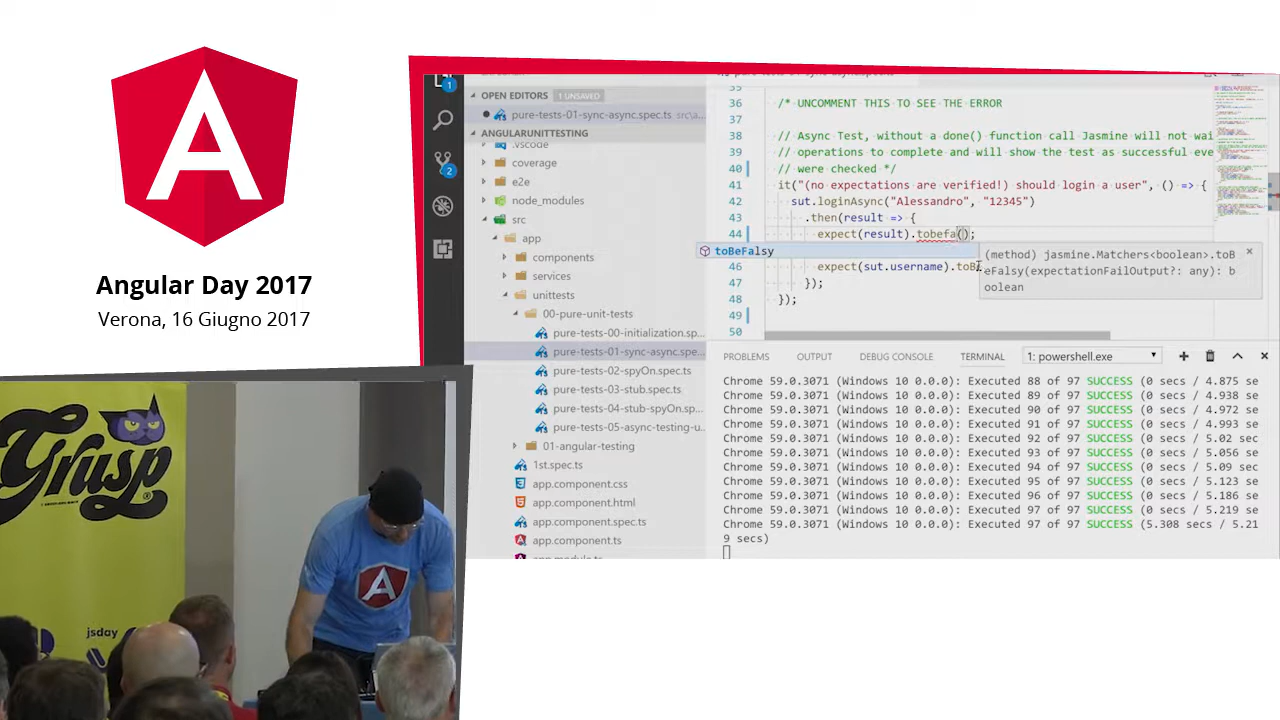 Angular Day 2017
Verona, 16 Giugno 2017
Grusp
jsday
1
2
OPEN EDITORS 1 UNSAVED
pure-tests-01-sync-async.spec.ts src\a...
ANGULARUNITTESTING
.vscode
coverage
e2e
node_modules
src
app
components
services
unittests
00-pure-unit-tests
pure-tests-00-initialization.sp...
pure-tests-01-sync-async.spe...
pure-tests-02-spyOn.spec.ts
pure-tests-03-stub.spec.ts
pure-tests-04-stub-spyOn.sp...
pure-tests-05-async-testing-u...
01-angular-testing
1st.spec.ts
app.component.css
app.component.html
app.component.spec.ts
app.component.ts
app.module.ts
35
36 /* UNCOMMENT THIS TO SEE THE ERROR
37
38 // Async Test, without a done() function call Jasmine will not wai
39 // operations to complete and will show the test as successful eve
40 // were checked */
41 it("(no expectations are verified!) should login a user", () => {
42 sut.loginAsync("Alessandro", "12345")
43 .then(result => {
44 expect(result).tobefa();
toBeFalsy
(method) jasmine.Matchers<boolean>.toB
eFalsy(expectationFailOutput?: any): b
oolean
46 expect(sut.username).toB
47 });
48 });
49
50
PROBLEMS OUTPUT DEBUG CONSOLE TERMINAL 1: powershell.exe
Chrome 59.0.3071 (Windows 10 0.0.0): Executed 88 of 97 SUCCESS (0 secs / 4.875 se
Chrome 59.0.3071 (Windows 10 0.0.0): Executed 89 of 97 SUCCESS (0 secs / 4.938 se
Chrome 59.0.3071 (Windows 10 0.0.0): Executed 90 of 97 SUCCESS (0 secs / 4.972 se
Chrome 59.0.3071 (Windows 10 0.0.0): Executed 91 of 97 SUCCESS (0 secs / 4.993 se
Chrome 59.0.3071 (Windows 10 0.0.0): Executed 92 of 97 SUCCESS (0 secs / 5.02 sec
Chrome 59.0.3071 (Windows 10 0.0.0): Executed 93 of 97 SUCCESS (0 secs / 5.056 se
Chrome 59.0.3071 (Windows 10 0.0.0): Executed 94 of 97 SUCCESS (0 secs / 5.09 sec
Chrome 59.0.3071 (Windows 10 0.0.0): Executed 95 of 97 SUCCESS (0 secs / 5.123 se
Chrome 59.0.3071 (Windows 10 0.0.0): Executed 96 of 97 SUCCESS (0 secs / 5.186 se
Chrome 59.0.3071 (Windows 10 0.0.0): Executed 97 of 97 SUCCESS (0 secs / 5.219 se
Chrome 59.0.3071 (Windows 10 0.0.0): Executed 97 of 97 SUCCESS (5.308 secs / 5.21
9 secs)